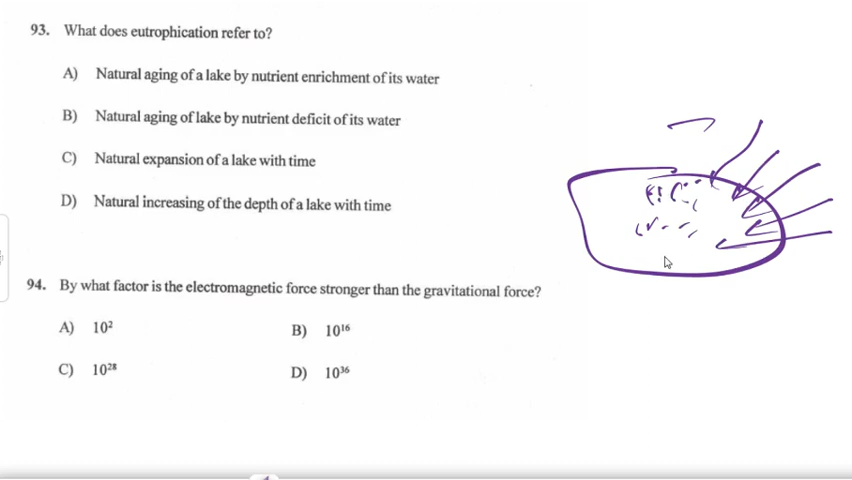 93. What does eutrophication refer to?
A) Natural aging of a lake by nutrient enrichment of its water
B) Natural aging of lake by nutrient deficit of its water
C) Natural expansion of a lake with time
D) Natural increasing of the depth of a lake with time
94. By what factor is the electromagnetic force stronger than the gravitational force?
A) 10² B) 10¹⁶
C) 10²⁸ D) 10³⁶